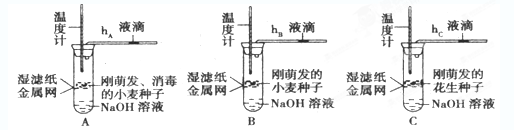 温度计
hA
液滴
湿滤纸
金属网
刚萌发、消毒
的小麦种子
NaOH 溶液
A
温度计
hB
液滴
湿滤纸
金属网
刚萌发的
小麦种子
NaOH 溶液
B
温度计
hC
液滴
湿滤纸
金属网
刚萌发的
花生种子
NaOH 溶液
C